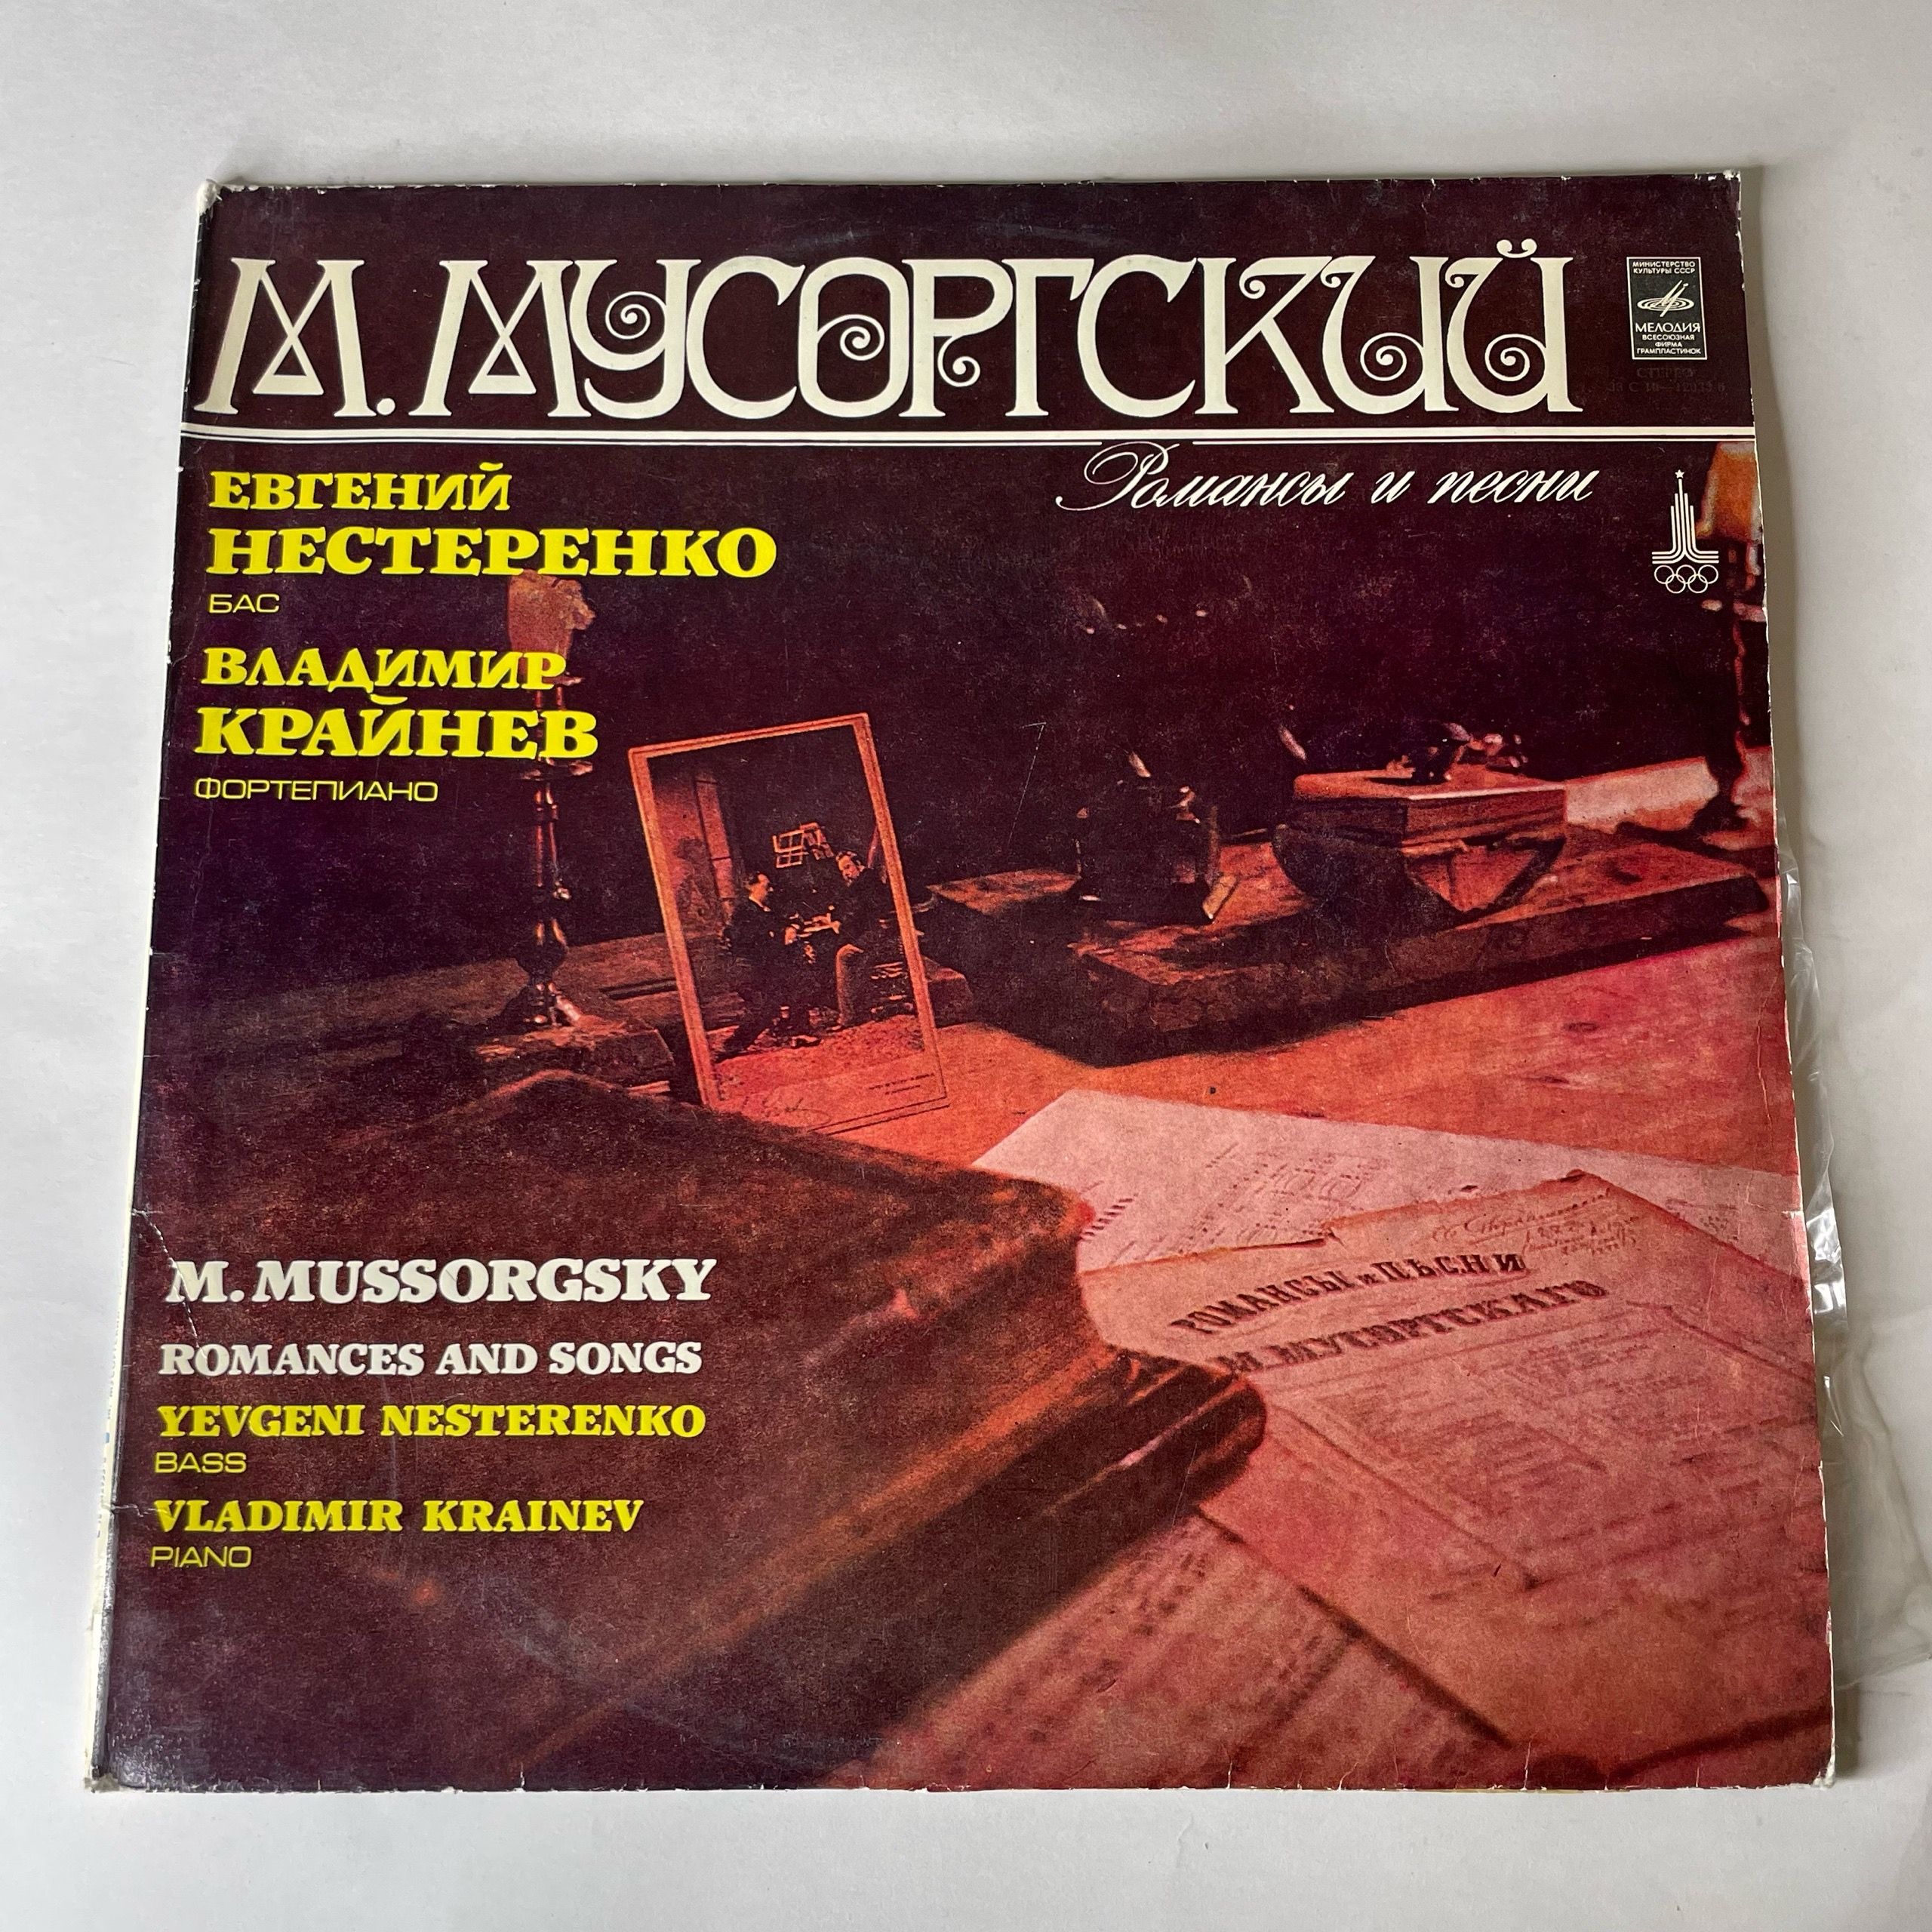 М. МУСОРГСКИЙ
МИНИСТЕРСТВО
КУЛЬТУРЫ СССР
МЕЛОДИЯ
ВСЕСОЮЗНАЯ
ФИРМА
ГРАМПЛАСТИНОК
СТЕРЕО
Романсы и песни
ЕВГЕНИЙ
НЕСТЕРЕНКО
БАС
ВЛАДИМИР
КРАЙНЕВ
ФОРТЕПИАНО
РОМАНСЫ и ПѢСНИ
М МУСОРГСКАГО
M. MUSSORGSKY
ROMANCES AND SONGS
YEVGENI NESTERENKO
BASS
VLADIMIR KRAINEV
PIANO